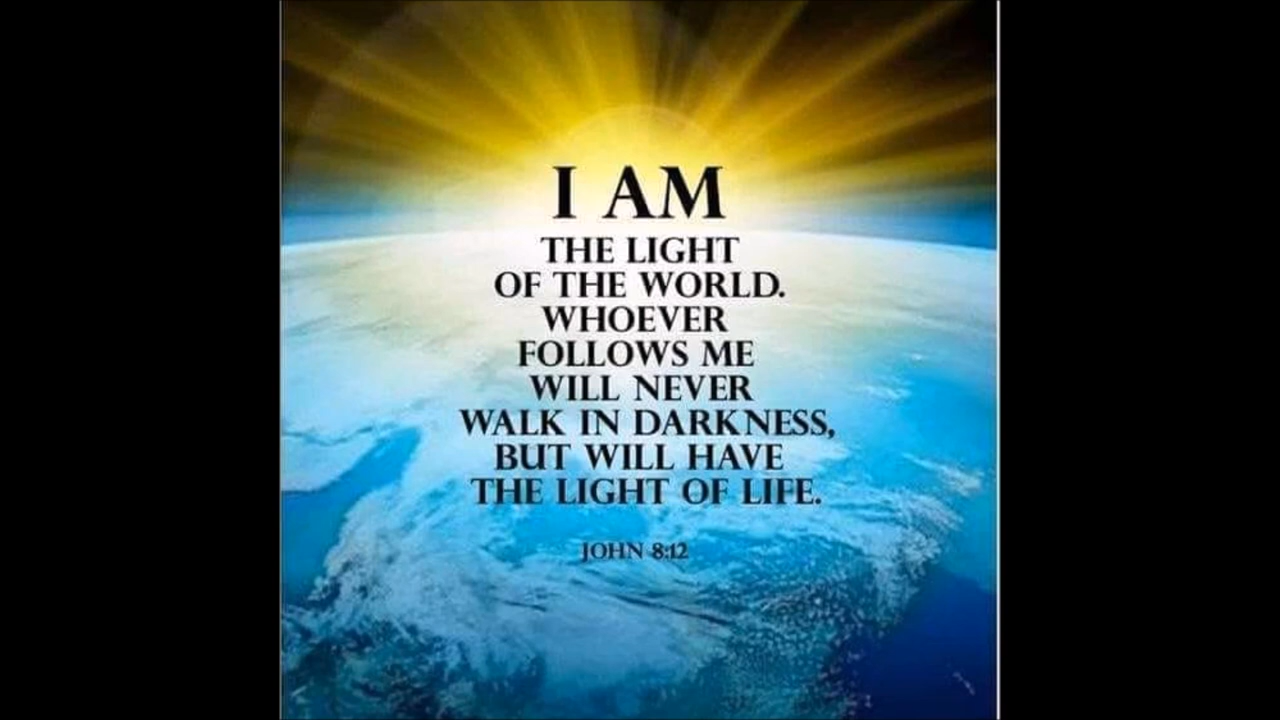 I AM
THE LIGHT
OF THE WORLD.
WHOEVER
FOLLOWS ME
WILL NEVER
WALK IN DARKNESS,
BUT WILL HAVE
THE LIGHT OF LIFE.
JOHN 8:12